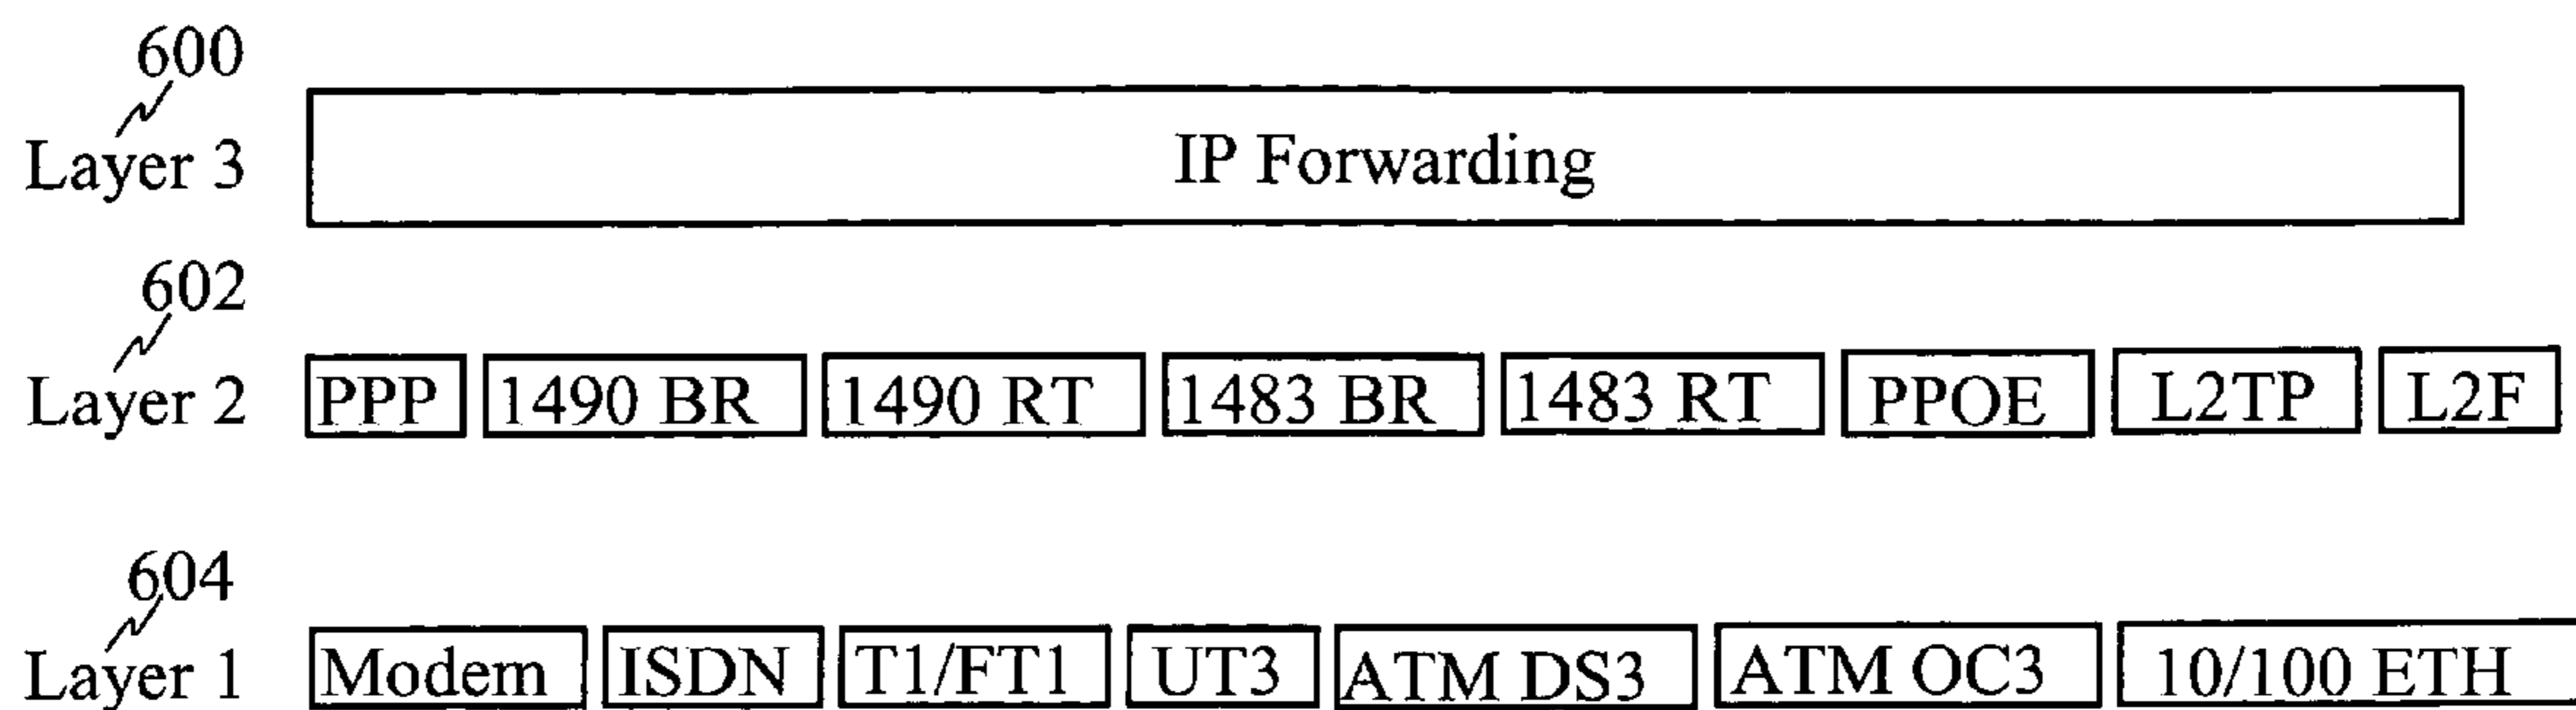 600
Layer 3 IP Forwarding
602
Layer 2 PPP 1490 BR 1490 RT 1483 BR 1483 RT PPOE L2TP L2F
604
Layer 1 Modem ISDN T1/FT1 UT3 ATM DS3 ATM OC3 10/100 ETH